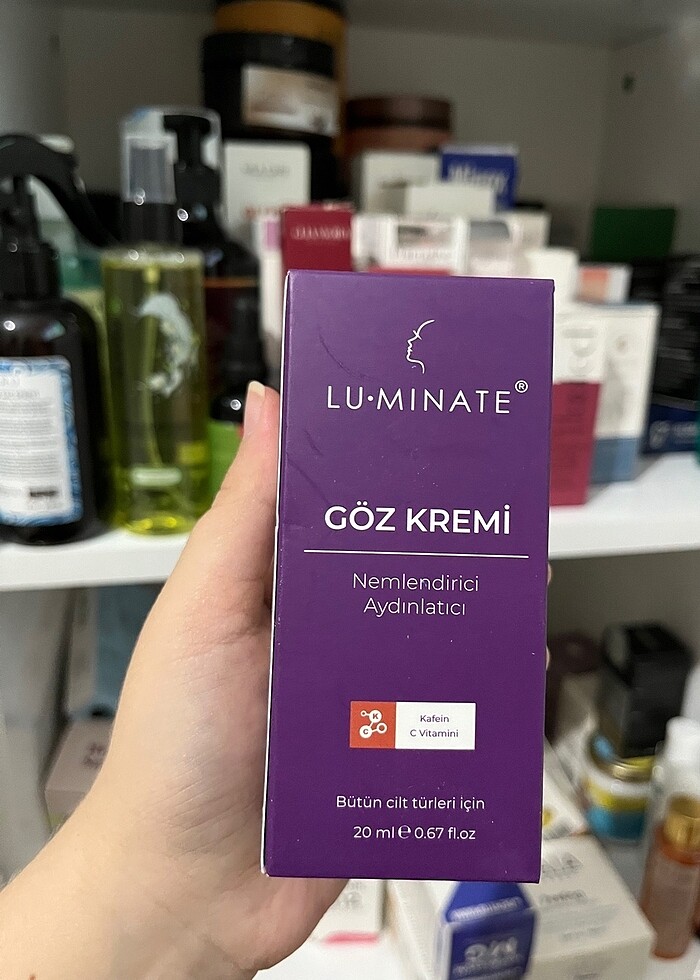 LU•MINATE®
GÖZ KREMİ
Nemlendirici
Aydınlatıcı
K
C
Kafein
C Vitamini
Bütün cilt türleri için
20 ml ℮ 0.67 fl.oz